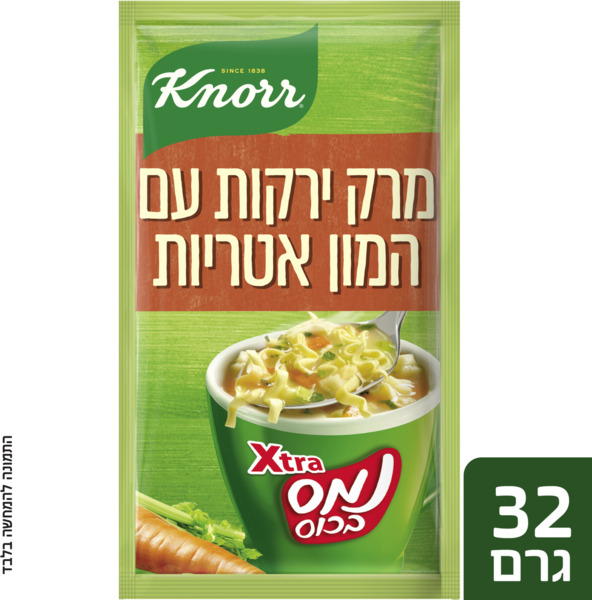 SINCE 1838
Knorr
מרק ירקות עם
המון אטריות
Xtra
נמס
בכוס
32
גרם
התמונה להמחשה בלבד